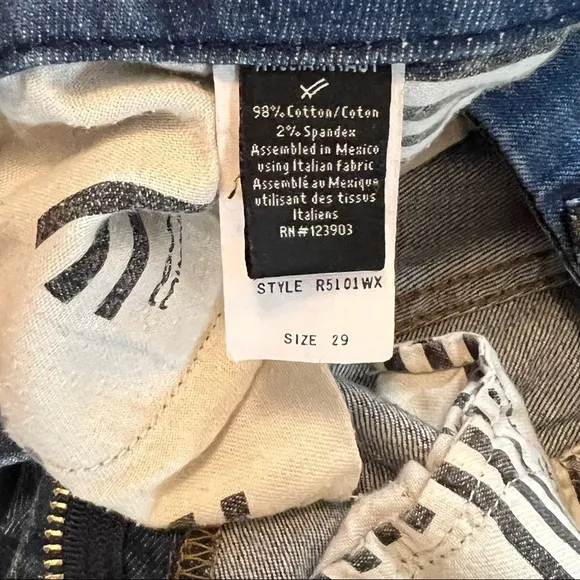 98% Cotton/Coton
2% Spandex
Assembled in Mexico
using Italian fabric
Assemblé au Mexique
utilisant des tissus
Italiens
RN#123903
STYLE R5101WX
SIZE 29